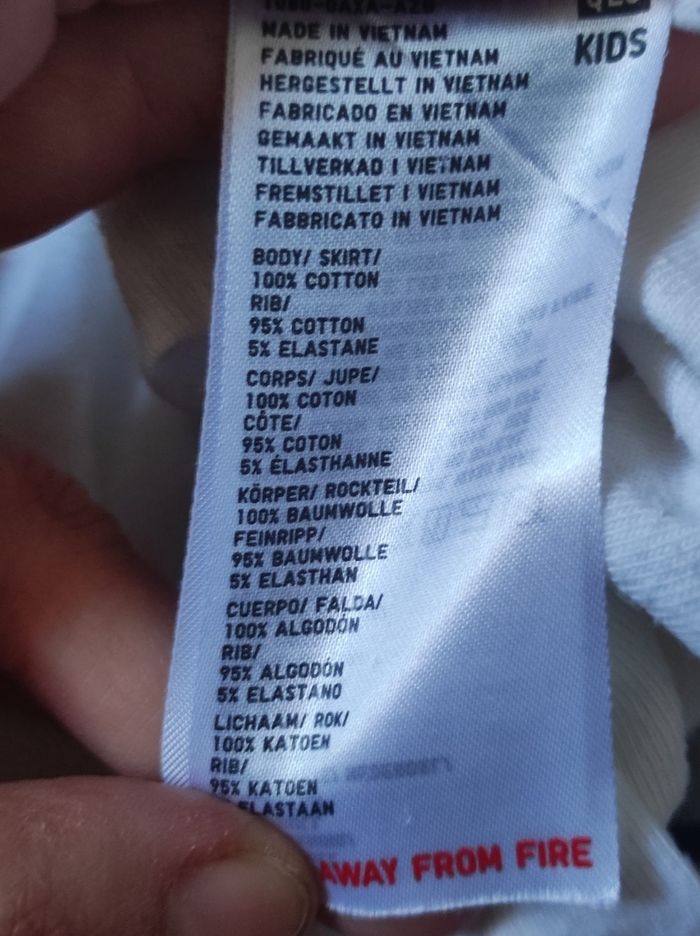 MADE IN VIETNAM
KIDS
FABRIQUÉ AU VIETNAM
HERGESTELLT IN VIETNAM
FABRICADO EN VIETNAM
GEMAAKT IN VIETNAM
TILLVERKAD I VIETNAM
FREMSTILLET I VIETNAM
FABBRICATO IN VIETNAM
BODY/ SKIRT/
100% COTTON
RIB/
95% COTTON
5% ELASTANE
CORPS/ JUPE/
100% COTON
CÔTE/
95% COTON
5% ÉLASTHANNE
KÖRPER/ ROCKTEIL/
100% BAUMWOLLE
FEINRIPP/
95% BAUMWOLLE
5% ELASTHAN
CUERPO/ FALDA/
100% ALGODÓN
RIB/
95% ALGODÓN
5% ELASTANO
LICHAAM/ ROK/
100% KATOEN
RIB/
95% KATOEN
ELASTAAN
AWAY FROM FIRE